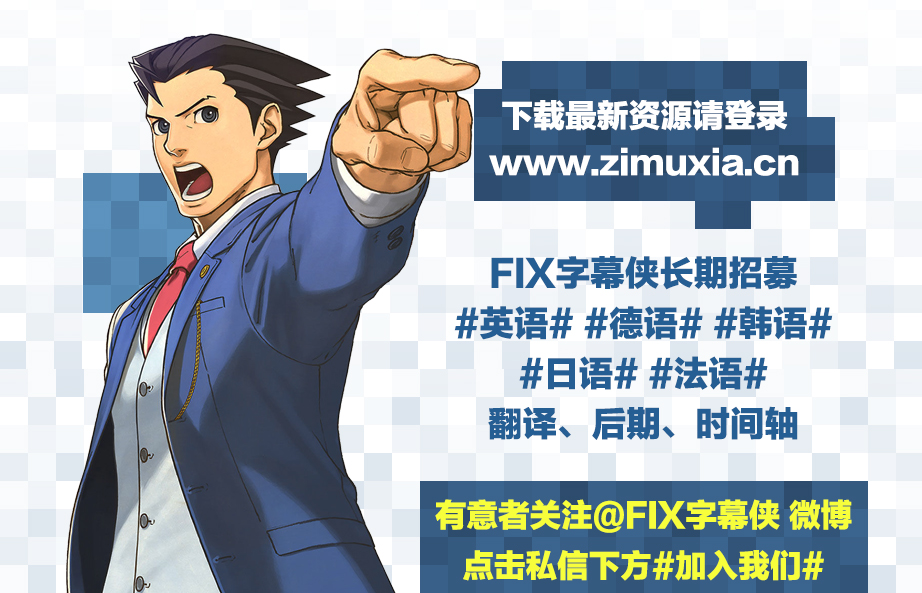 下载最新资源请登录
www.zimuxia.cn
FIX字幕侠长期招募
#英语# #德语# #韩语#
#日语# #法语#
翻译、后期、时间轴
有意者关注@FIX字幕侠 微博
点击私信下方#加入我们#